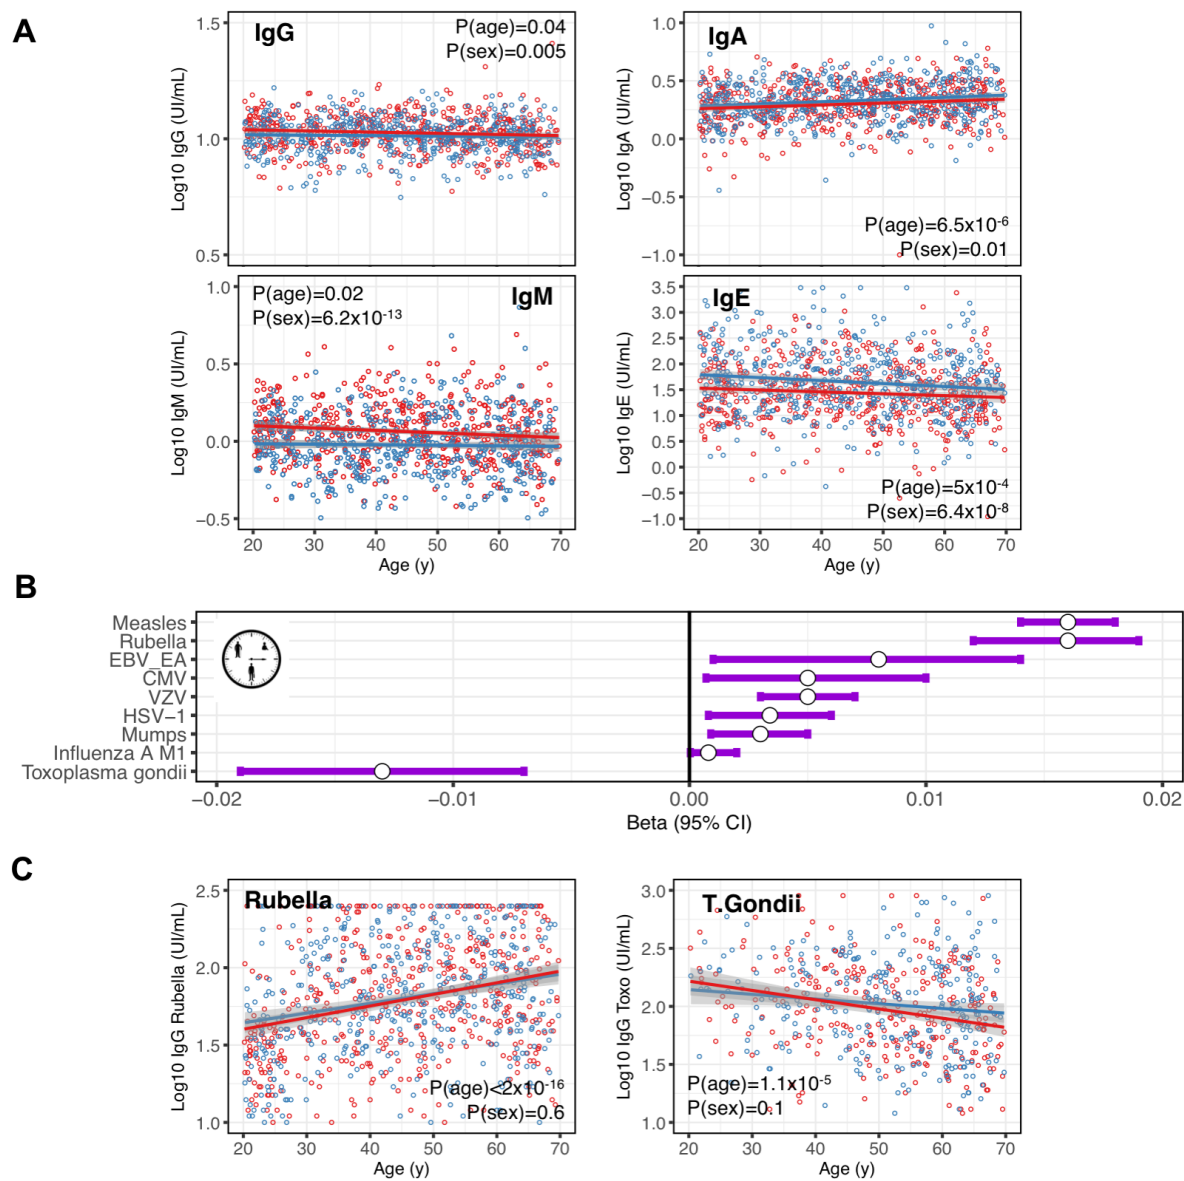 A
IgG
P(age)=0.04
P(sex)=0.005
Log10 IgG (UI/mL)
1.5
1.0
0.5
IgA
P(age)=6.5x10-6
P(sex)=0.01
Log10 IgA (UI/mL)
1.0
0.5
0.0
−0.5
−1.0
P(age)=0.02
P(sex)=6.2x10-13
IgM
Log10 IgM (UI/mL)
1.0
0.5
0.0
−0.5
20 30 40 50 60 70
Age (y)
IgE
P(age)=5x10-4
P(sex)=6.4x10-8
Log10 IgE (UI/mL)
3.5
3.0
2.5
2.0
1.5
1.0
0.5
0.0
−0.5
−1.0
20 30 40 50 60 70
Age (y)
B
Measles
Rubella
EBV_EA
CMV
VZV
HSV−1
Mumps
Influenza A M1
Toxoplasma gondii
−0.02 −0.01 0.00 0.01 0.02
Beta (95% CI)
C
Rubella
P(age)<2x10-16
P(sex)=0.6
Log10 IgG Rubella (UI/mL)
2.5
2.0
1.5
1.0
20 30 40 50 60 70
Age (y)
T.Gondii
P(age)=1.1x10-5
P(sex)=0.1
Log10 IgG Toxo (UI/mL)
3.0
2.5
2.0
1.5
1.0
20 30 40 50 60 70
Age (y)